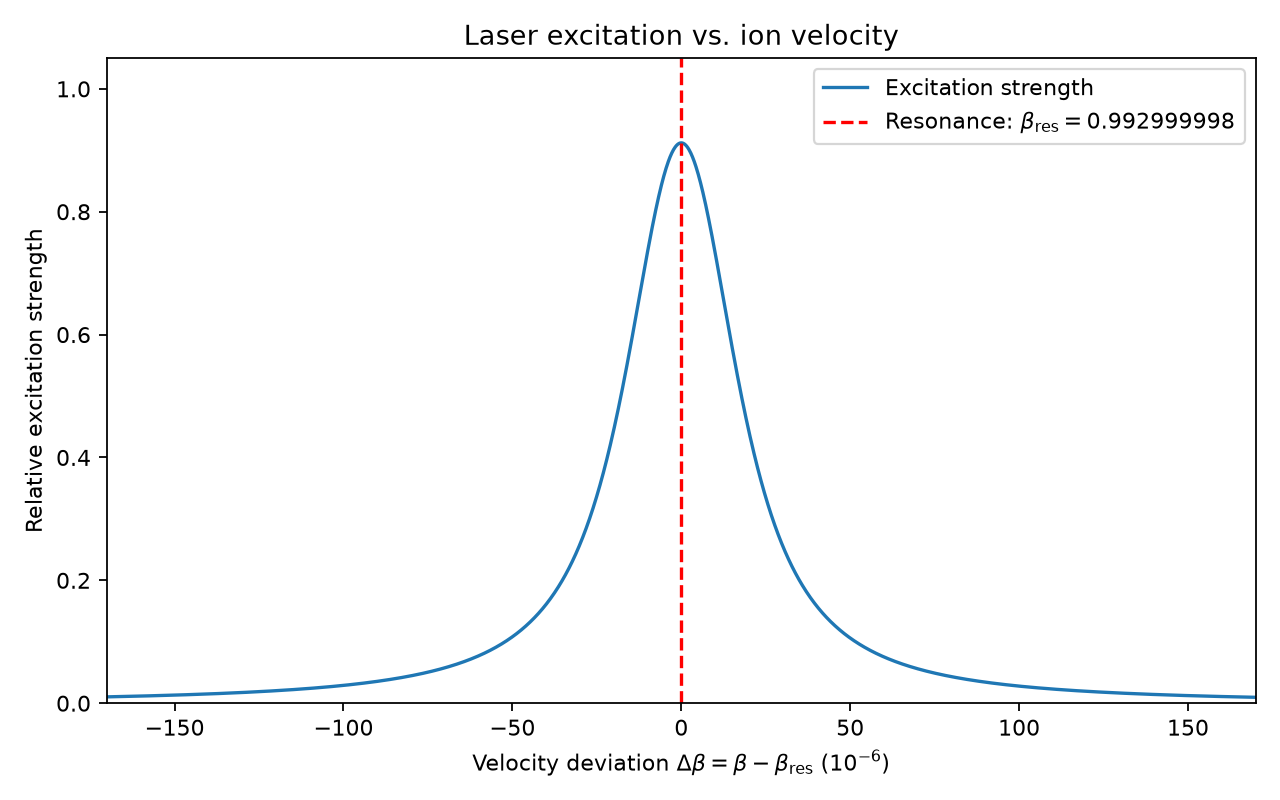 Laser excitation vs. ion velocity
Excitation strength
Resonance: β_res = 0.992999998
Relative excitation strength
1.0
0.8
0.6
0.4
0.2
0.0
−150 −100 −50 0 50 100 150
Velocity deviation Δβ = β − β_res (10⁻⁶)